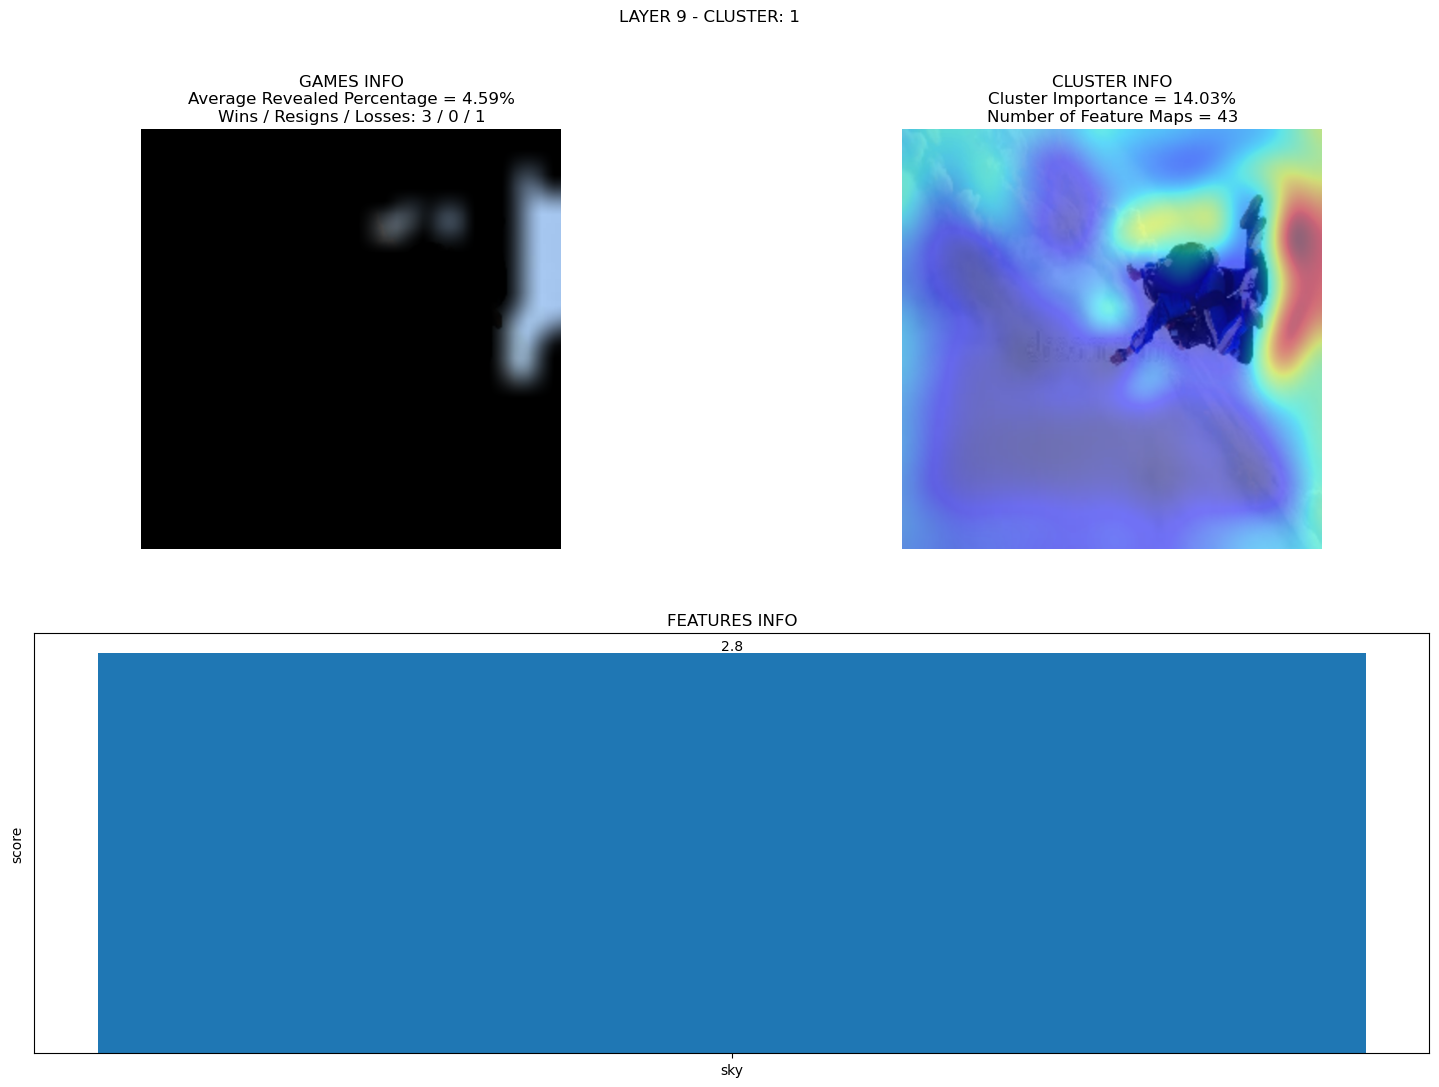 LAYER 9 - CLUSTER: 1
GAMES INFO
Average Revealed Percentage = 4.59%
Wins / Resigns / Losses: 3 / 0 / 1
CLUSTER INFO
Cluster Importance = 14.03%
Number of Feature Maps = 43
FEATURES INFO
2.8
score
sky